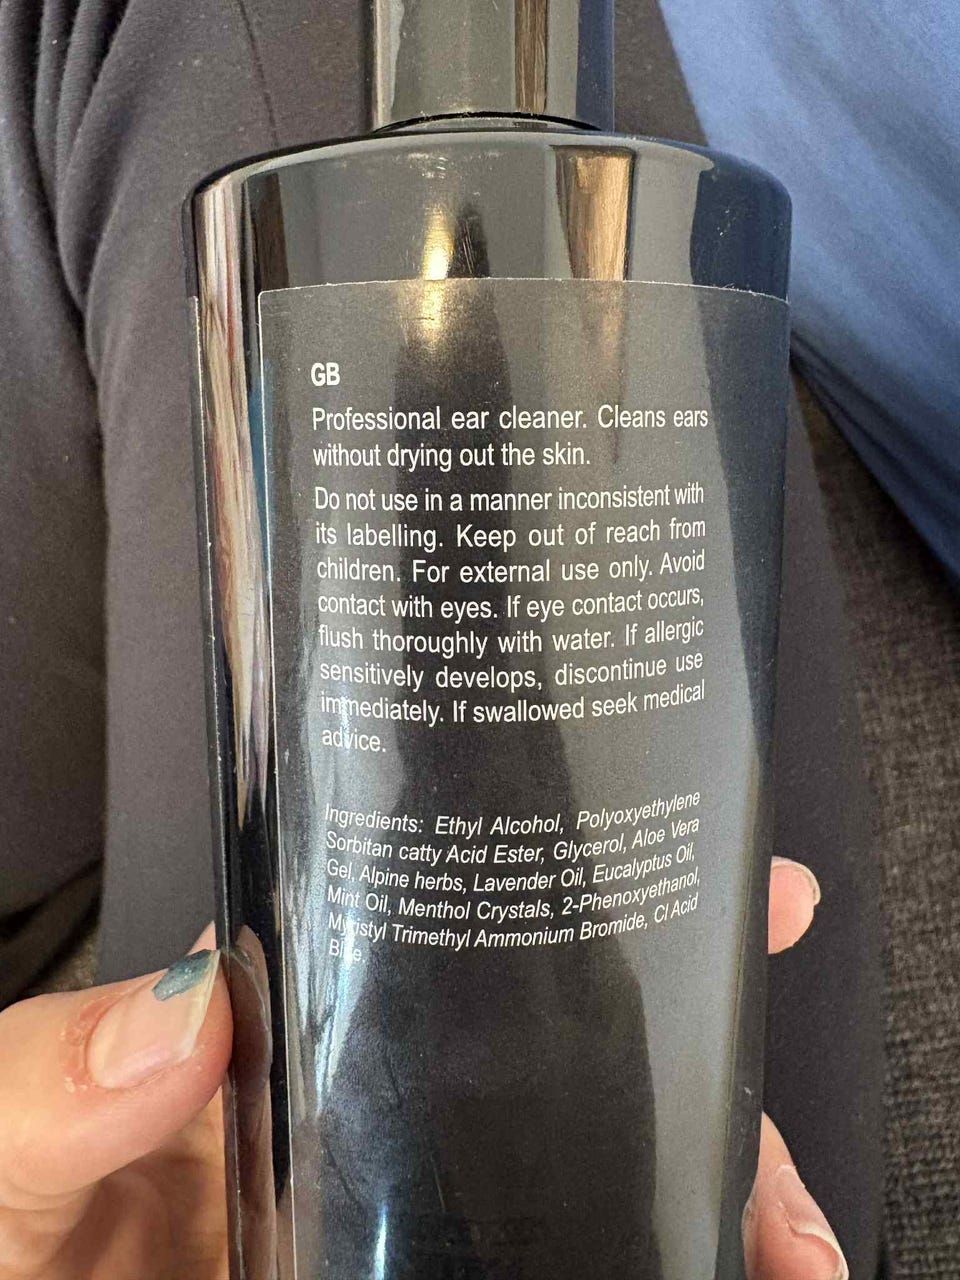 GB
Professional ear cleaner. Cleans ears
without drying out the skin.
Do not use in a manner inconsistent with
its labelling. Keep out of reach from
children. For external use only. Avoid
contact with eyes. If eye contact occurs,
flush thoroughly with water. If allergic
sensitively develops, discontinue use
immediately. If swallowed seek medical
advice.
Ingredients: Ethyl Alcohol, Polyoxyethylene
Sorbitan catty Acid Ester, Glycerol, Aloe Vera
Gel, Alpine herbs, Lavender Oil, Eucalyptus Oil,
Mint Oil, Menthol Crystals, 2-Phenoxyethanol,
Myristyl Trimethyl Ammonium Bromide, Cl Acid
Blue.